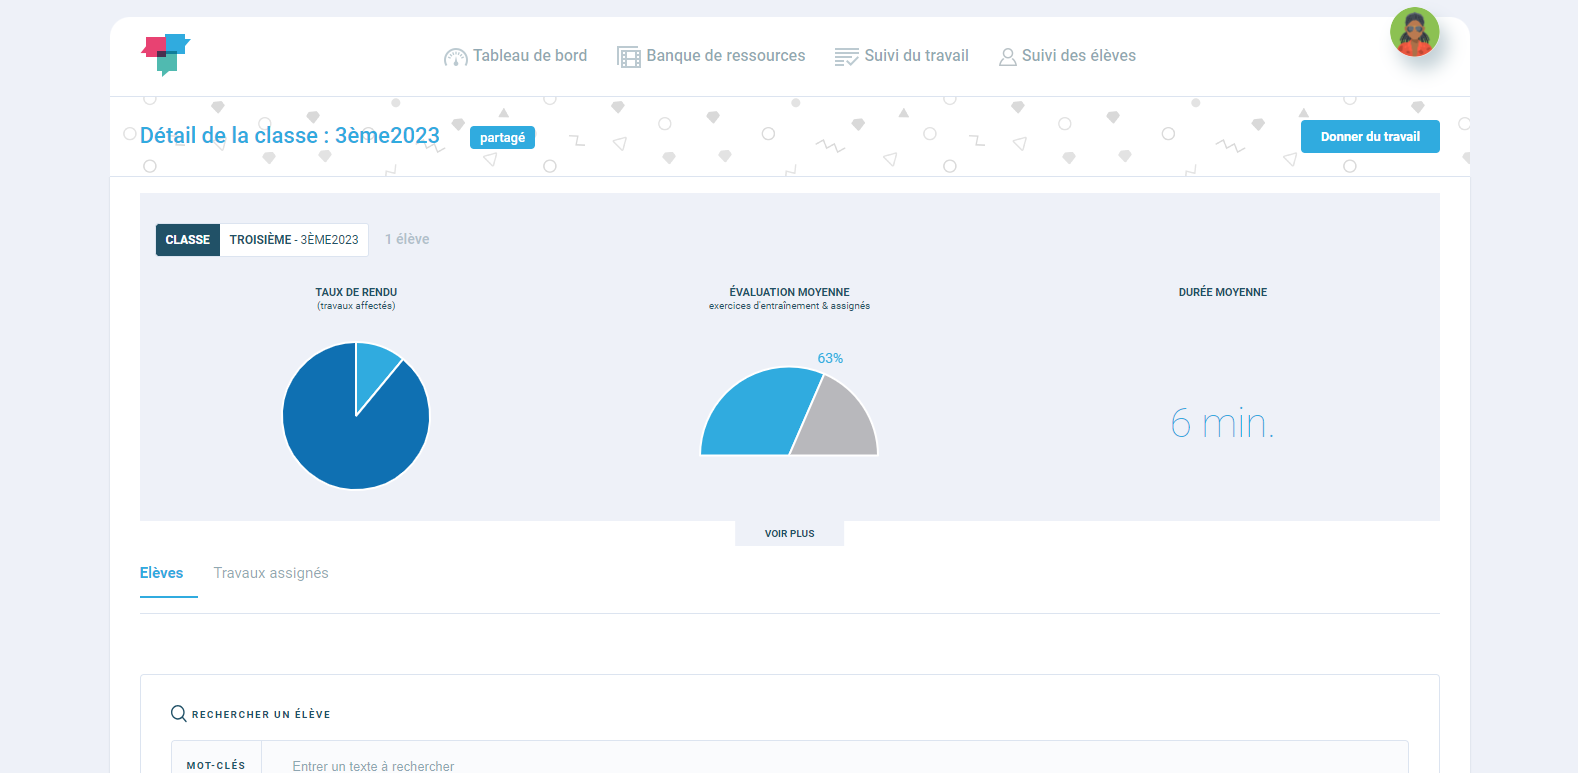 Tableau de bord
Banque de ressources
Suivi du travail
Suivi des élèves
Détail de la classe : 3ème2023
partagé
Donner du travail
CLASSE
TROISIÈME - 3ÈME2023
1 élève
TAUX DE RENDU
(travaux affectés)
ÉVALUATION MOYENNE
exercices d'entraînement & assignés
63%
DURÉE MOYENNE
6 min.
VOIR PLUS
Elèves
Travaux assignés
RECHERCHER UN ÉLÈVE
MOT-CLÉS
Entrer un texte à rechercher